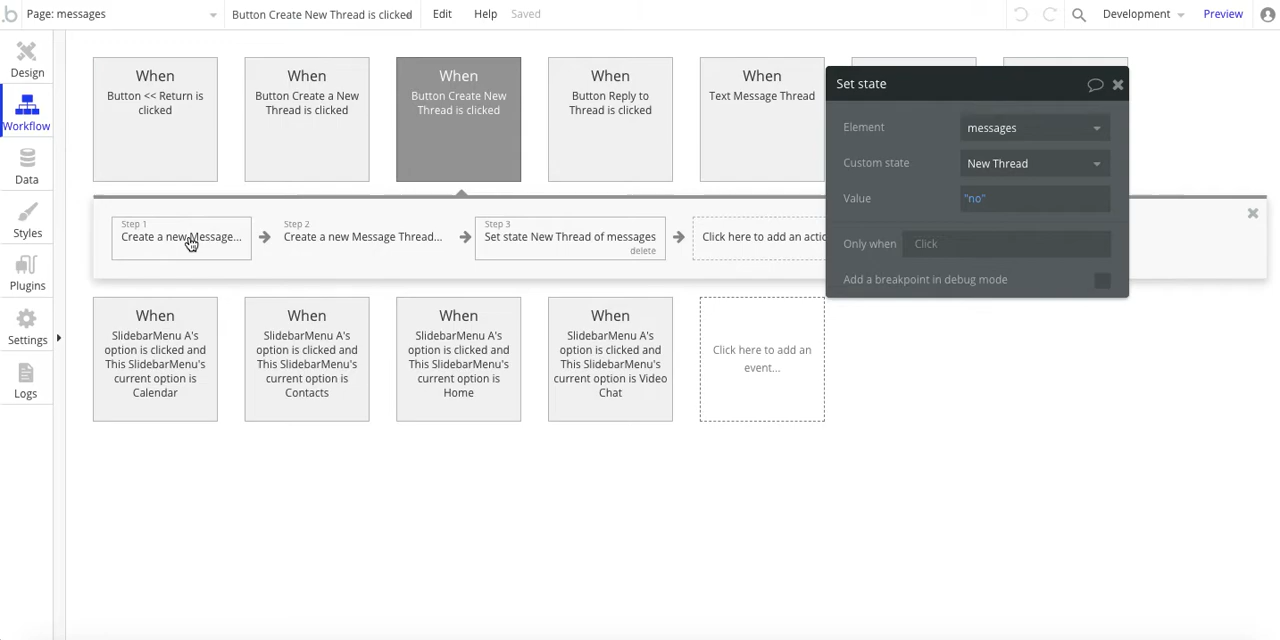 .b
Page: messages
Button Create New Thread is clicked
Edit
Help
Saved
Development
Preview
Design
Workflow
Data
Styles
Plugins
Settings
Logs
When
Button << Return is
clicked
When
Button Create a New
Thread is clicked
When
Button Create New
Thread is clicked
When
Button Reply to
Thread is clicked
When
Text Message Thread
Set state
Element
messages
Custom state
New Thread
Value
"no"
Only when
Click
Add a breakpoint in debug mode
Step 1
Create a new Message...
Step 2
Create a new Message Thread...
Step 3
Set state New Thread of messages
delete
Click here to add an actio
When
SlidebarMenu A's
option is clicked and
This SlidebarMenu's
current option is
Calendar
When
SlidebarMenu A's
option is clicked and
This SlidebarMenu's
current option is
Contacts
When
SlidebarMenu A's
option is clicked and
This SlidebarMenu's
current option is
Home
When
SlidebarMenu A's
option is clicked and
This SlidebarMenu's
current option is Video
Chat
Click here to add an
event...